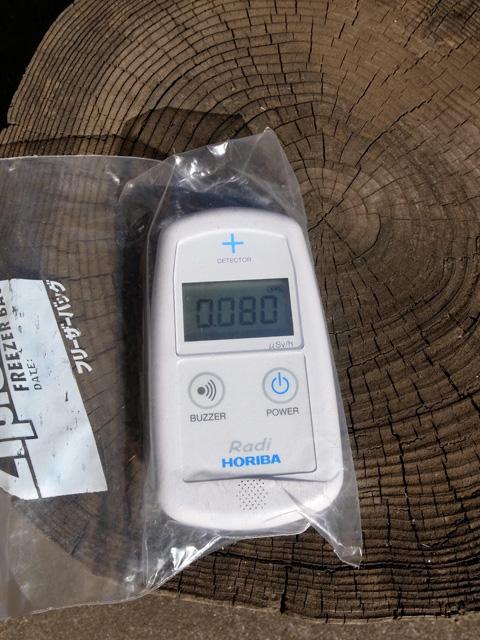 DETECTOR
0.080
μSv/h
BUZZER
POWER
Radi
HORIBA
FREEZER BA
DATE:
フリーザーバッグ